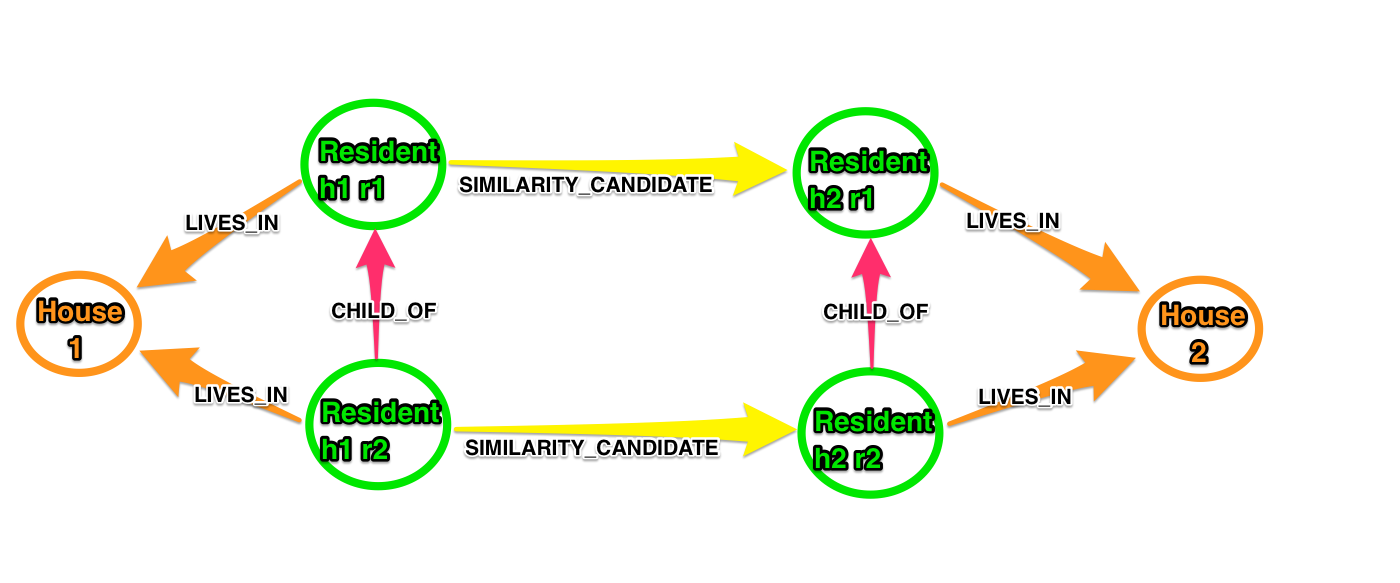 Resident
h1 r1
SIMILARITY_CANDIDATE
Resident
h2 r1
LIVES_IN
LIVES_IN
House
1
CHILD_OF
CHILD_OF
House
2
LIVES_IN
Resident
h1 r2
SIMILARITY_CANDIDATE
Resident
h2 r2
LIVES_IN